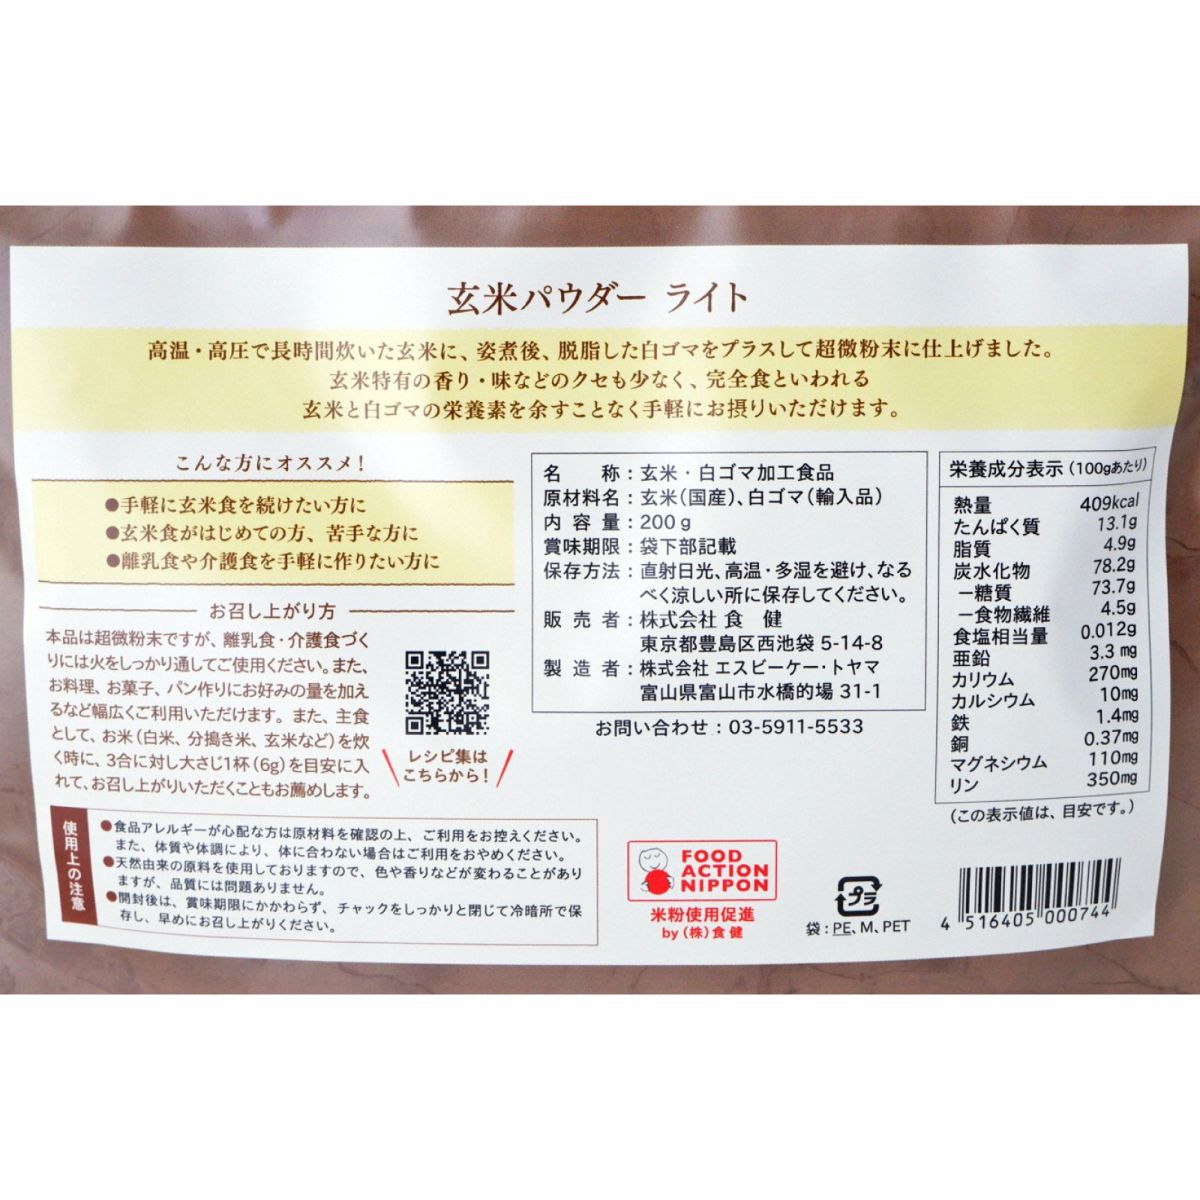 玄米パウダー ライト
高温・高圧で長時間炊いた玄米に、姿煮後、脱脂した白ゴマをプラスして超微粉末に仕上げました。
玄米特有の香り・味などのクセも少なく、完全食といわれる
玄米と白ゴマの栄養素を余すことなく手軽にお摂りいただけます。
こんな方にオススメ!
●手軽に玄米食を続けたい方に
●玄米食がはじめての方、苦手な方に
●離乳食や介護食を手軽に作りたい方に
お召し上がり方
本品は超微粉末ですが、離乳食・介護食づく
りには火をしっかり通してご使用ください。また、
お料理、お菓子、パン作りにお好みの量を加え
るなど幅広くご利用いただけます。また、主食
として、お米(白米、分搗き米、玄米など)を炊
く時に、3合に対し大さじ1杯(6g)を目安に入
れて、お召し上がりいただくこともお薦めします。
レシピ集は
こちらから!
名 称:玄米・白ゴマ加工食品
原材料名:玄米(国産)、白ゴマ(輸入品)
内容量:200g
賞味期限:袋下部記載
保存方法:直射日光、高温・多湿を避け、なる
べく涼しい所に保存してください。
販売者:株式会社 食 健
東京都豊島区西池袋 5-14-8
製造者:株式会社 エスビーケー・トヤマ
富山県富山市水橋的場 31-1
お問い合わせ:03-5911-5533
栄養成分表示(100gあたり)
熱量 409kcal
たんぱく質 13.1g
脂質 4.9g
炭水化物 78.2g
ー糖質 73.7g
ー食物繊維 4.5g
食塩相当量 0.012g
亜鉛 3.3mg
カリウム 270mg
カルシウム 10mg
鉄 1.4mg
銅 0.37mg
マグネシウム 110mg
リン 350mg
(この表示値は、目安です。)
使用上の注意
●食品アレルギーが心配な方は原材料を確認の上、ご利用をお控えください。
また、体質や体調により、体に合わない場合はご利用をおやめください。
●天然由来の原料を使用しておりますので、色や香りなどが変わることがあり
ますが、品質には問題ありません。
●開封後は、賞味期限にかかわらず、チャックをしっかりと閉じて冷暗所で保
存し、早めにお召し上がりください。
FOOD
ACTION
NIPPON
米粉使用促進
by(株)食健
プラ
袋:PE、M、PET
4 516405 000744